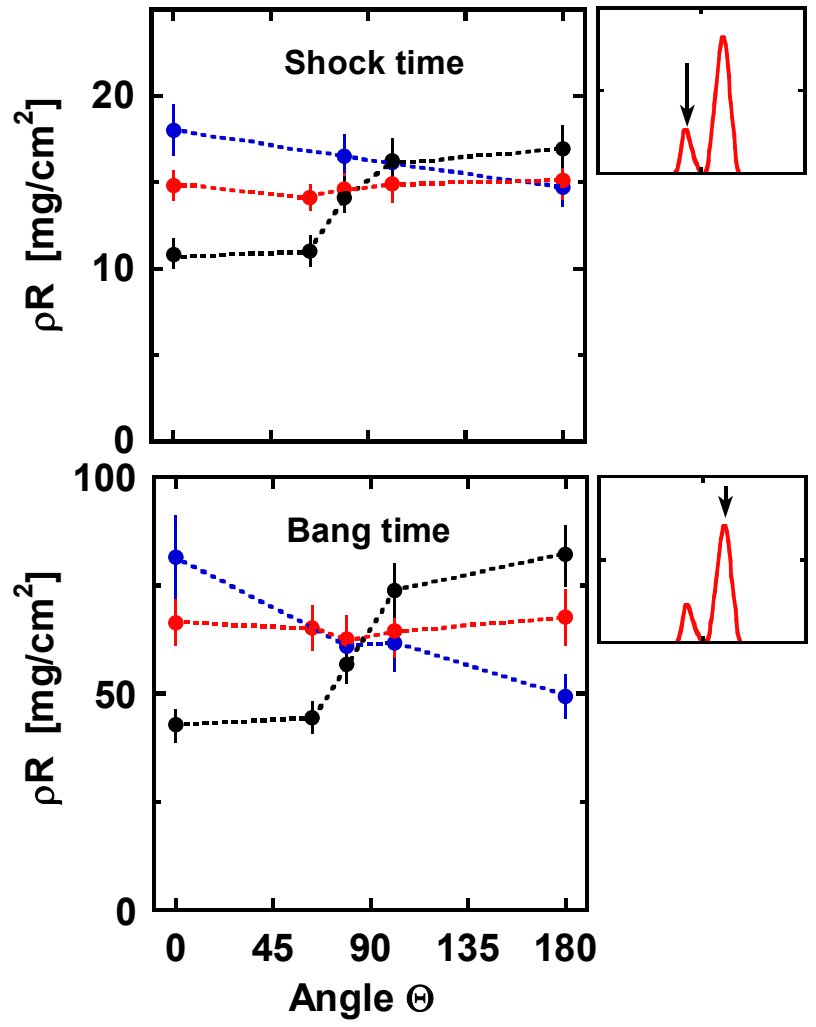 Shock time
20
10
0
ρR [mg/cm²]
100
Bang time
50
0
ρR [mg/cm²]
0 45 90 135 180
Angle Θ